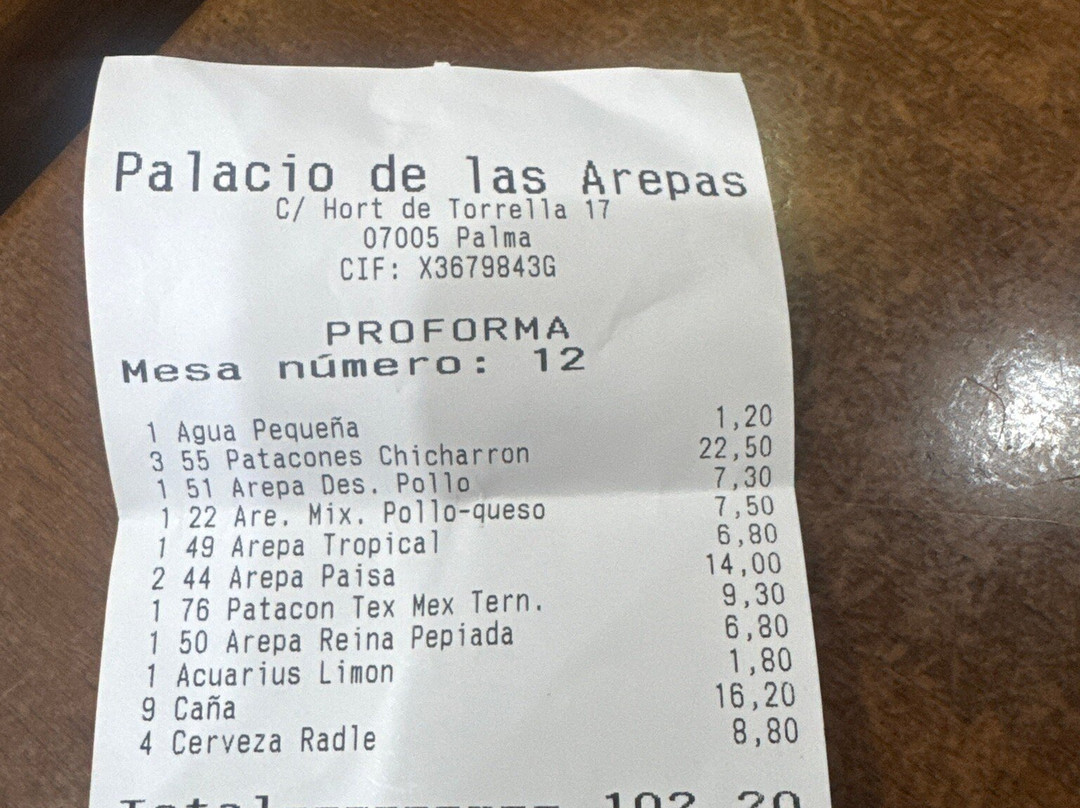 Palacio de las Arepas
C/ Hort de Torrella 17
07005 Palma
CIF: X3679843G
PROFORMA
Mesa número: 12
1 Agua Pequeña 1,20
3 55 Patacones Chicharron 22,50
1 51 Arepa Des. Pollo 7,30
1 22 Are. Mix. Pollo-queso 7,50
1 49 Arepa Tropical 6,80
2 44 Arepa Paisa 14,00
1 76 Patacon Tex Mex Tern. 9,30
1 50 Arepa Reina Pepiada 6,80
1 Acuarius Limon 1,80
9 Caña 16,20
4 Cerveza Radle 8,80
Total --------- 102,20